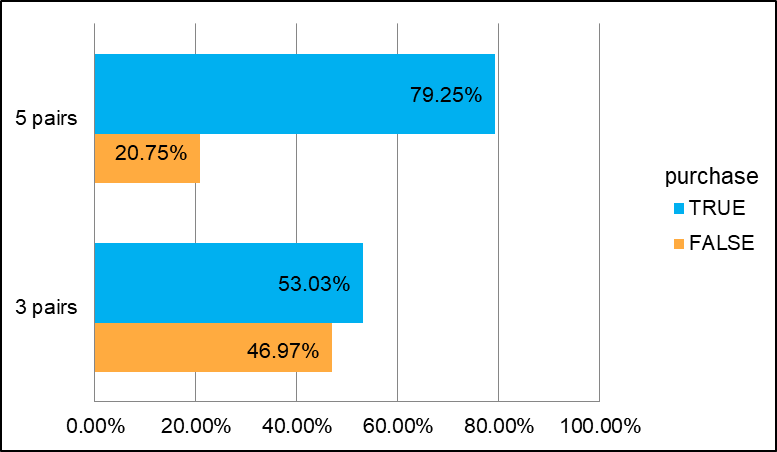 5 pairs
79.25%
20.75%
3 pairs
53.03%
46.97%
0.00% 20.00% 40.00% 60.00% 80.00% 100.00%
purchase
TRUE
FALSE